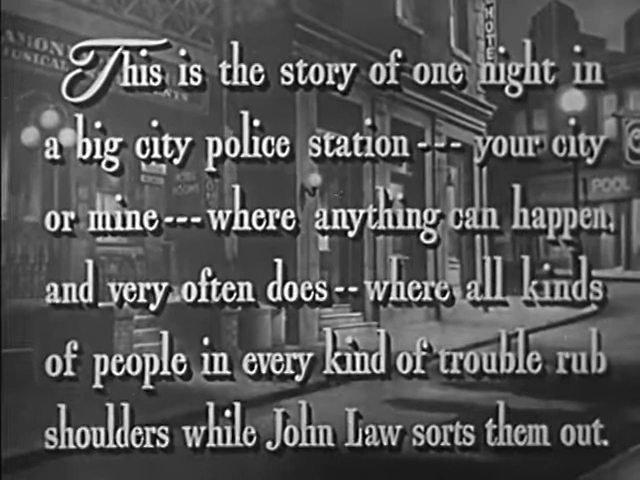 This is the story of one night in
a big city police station --- your city
or mine --- where anything can happen,
and very often does -- where all kinds
of people in every kind of trouble rub
shoulders while John Law sorts them out.
HOTE
POOL